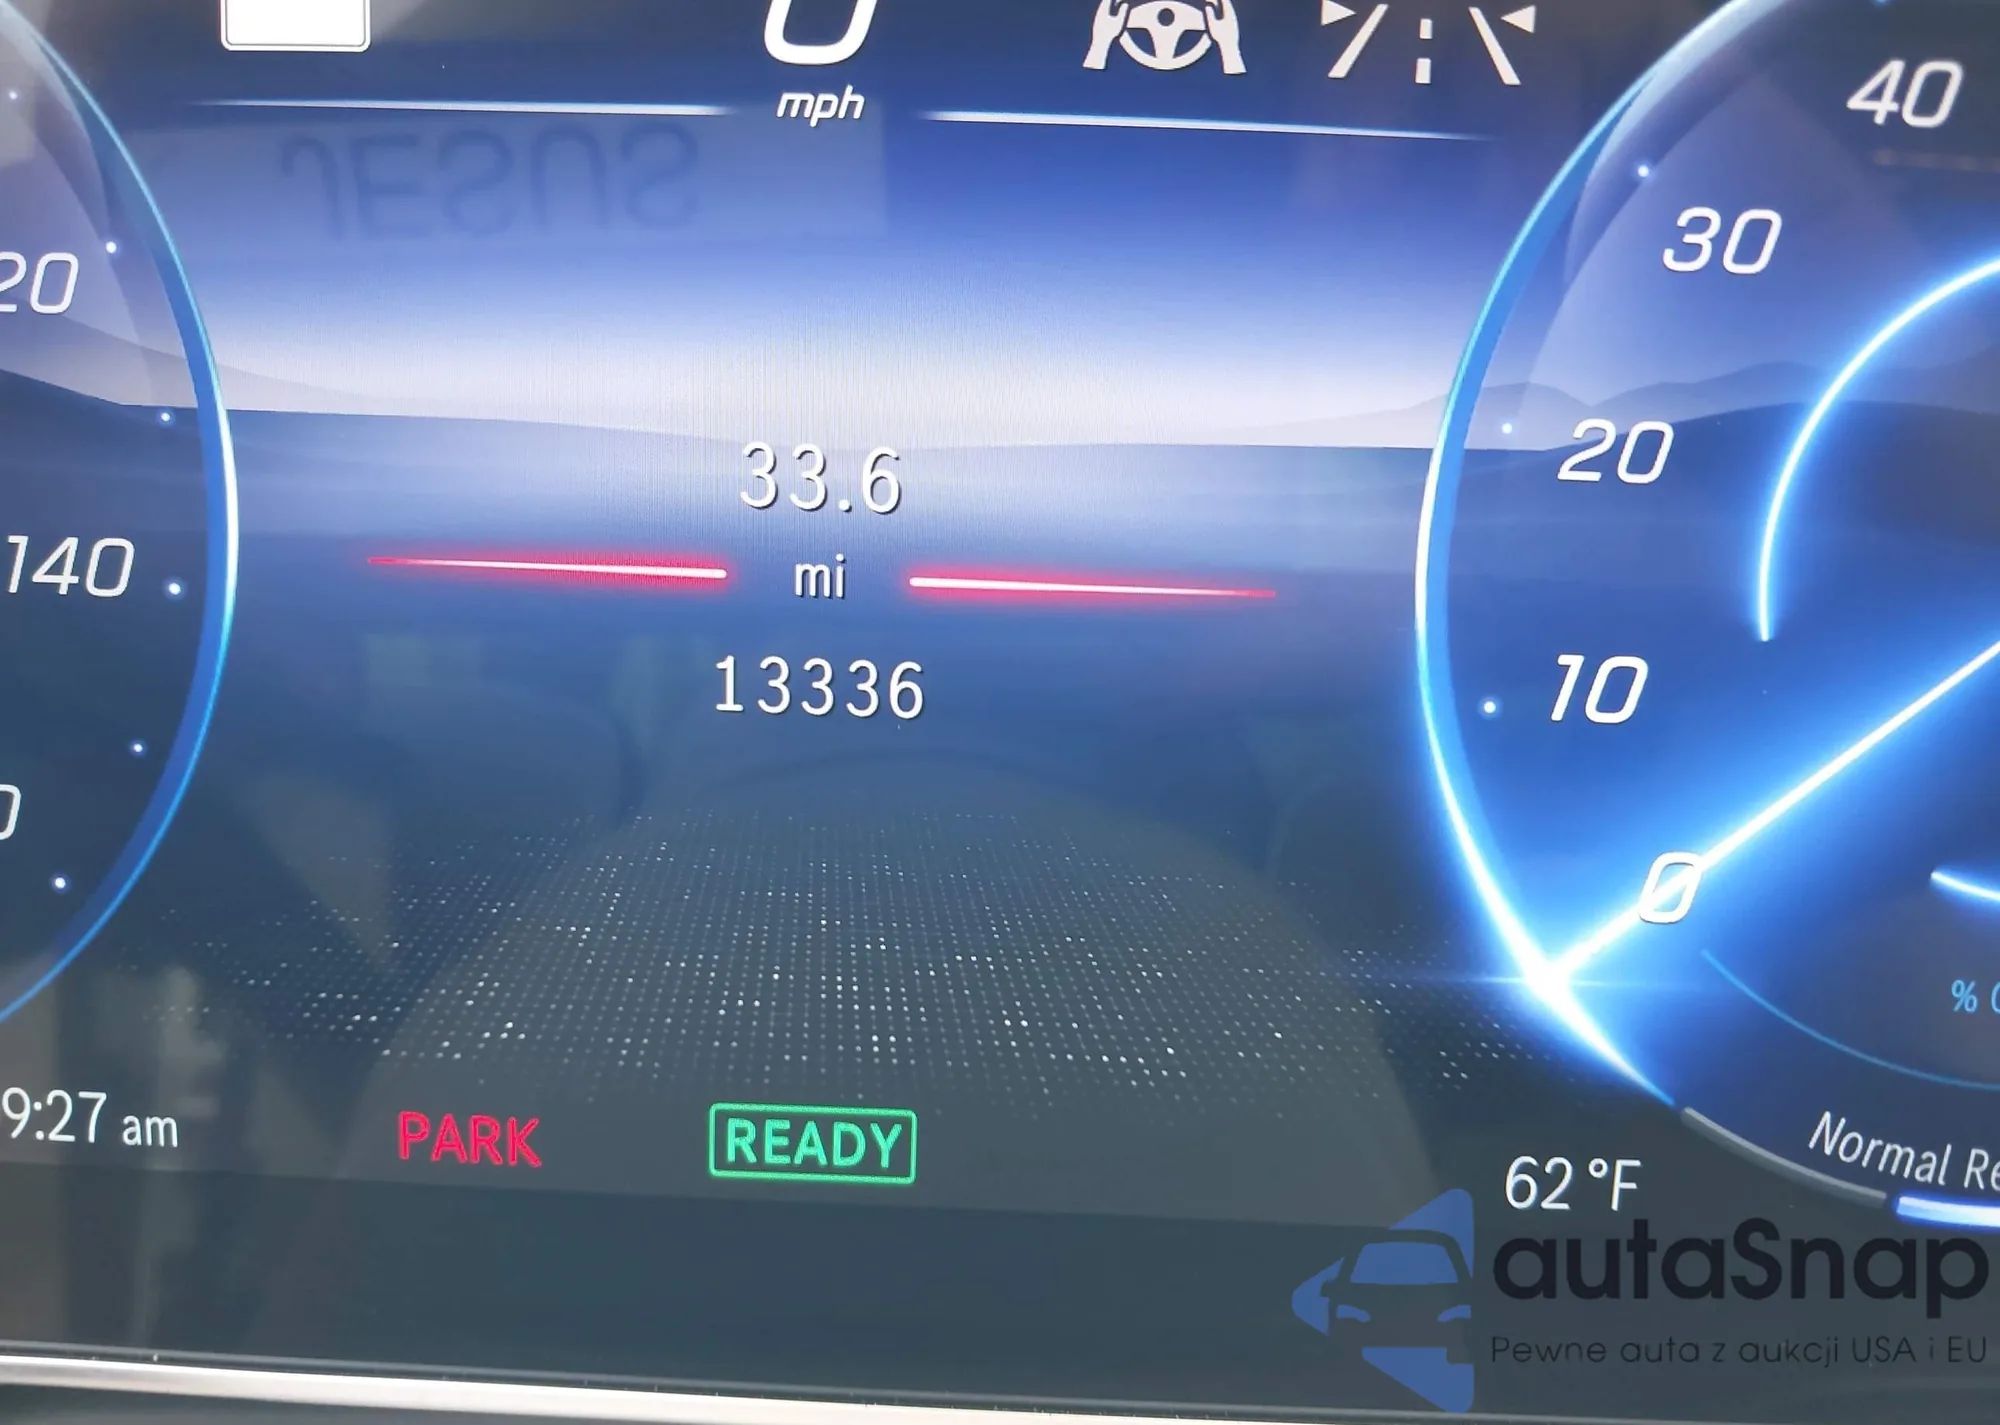 0
mph
40
30
20
20
33.6
mi
140
13336
10
0
9:27 am
PARK
READY
62 °F
Normal
autaSnap
Pewne auta z aukcji USA i EU
JESUS